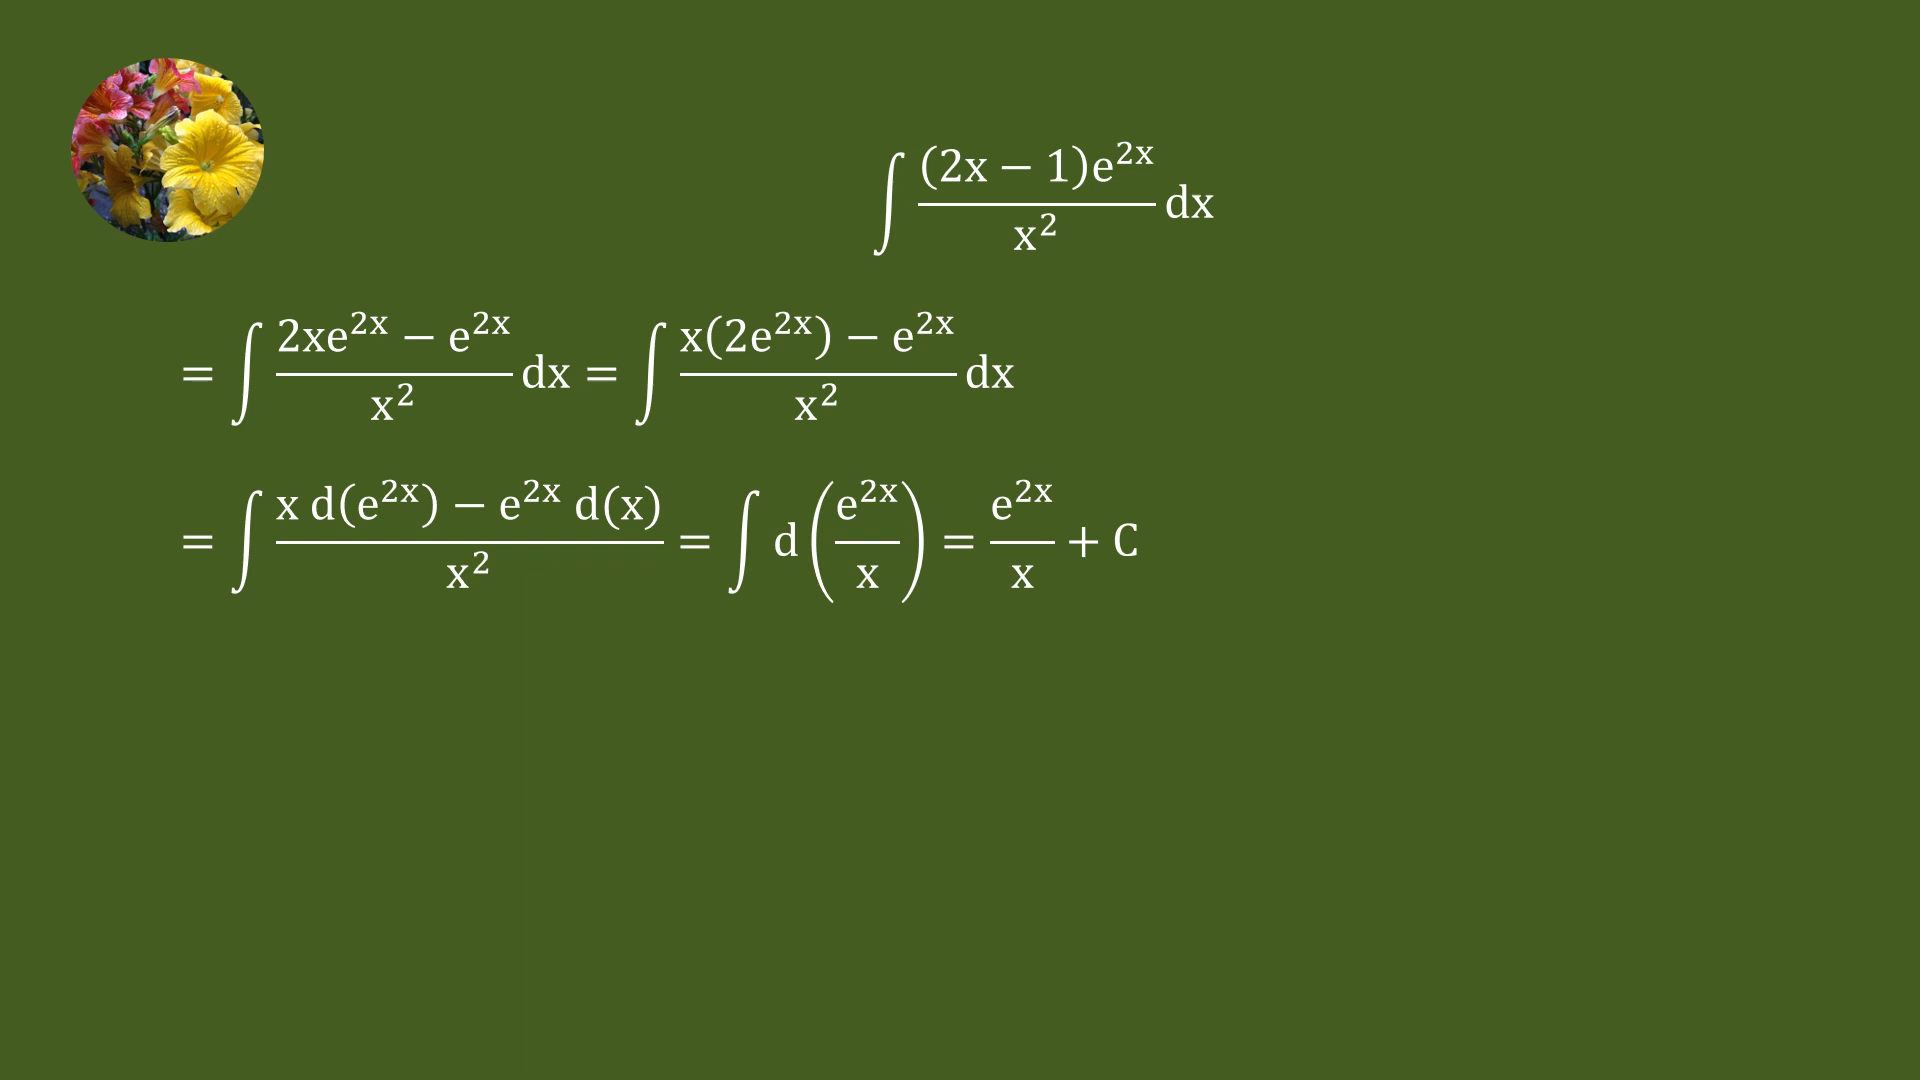 ∫ (2x − 1)e^{2x} / x² dx
= ∫ (2xe^{2x} − e^{2x}) / x² dx = ∫ (x(2e^{2x}) − e^{2x}) / x² dx
= ∫ (x d(e^{2x}) − e^{2x} d(x)) / x² = ∫ d(e^{2x} / x) = e^{2x} / x + C